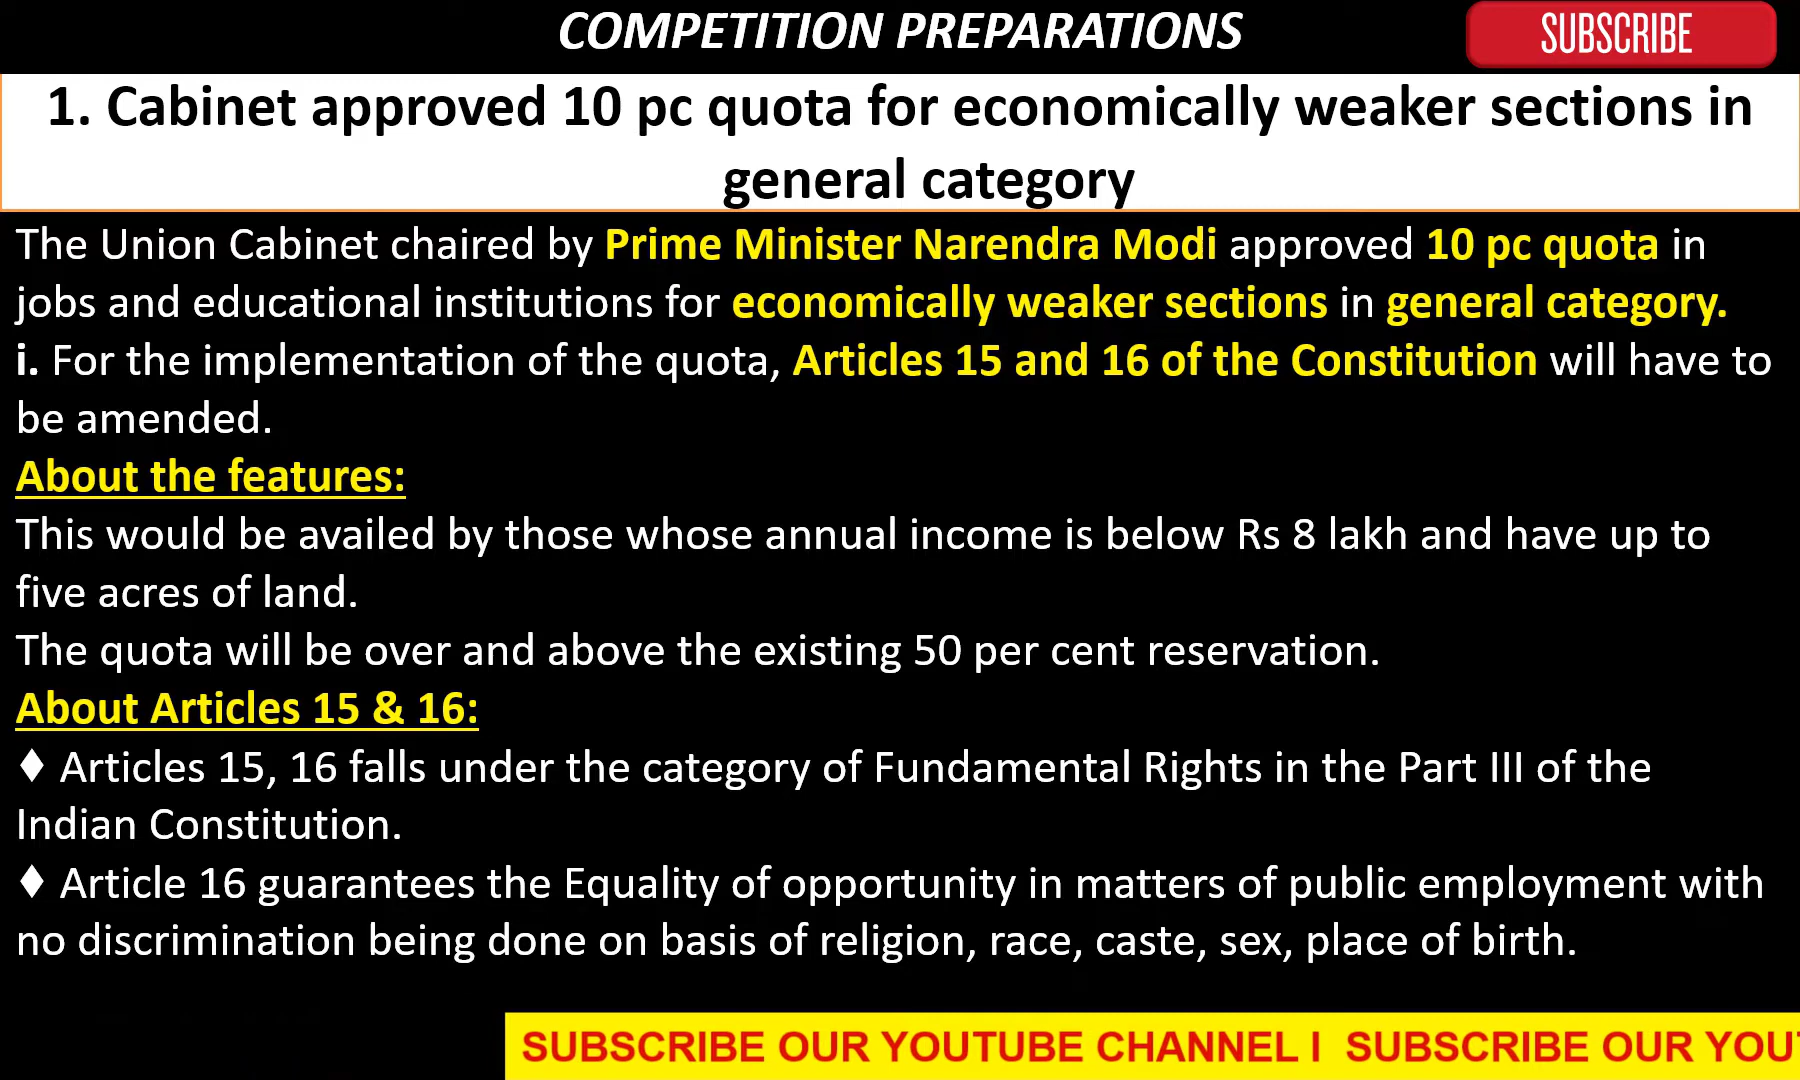 COMPETITION PREPARATIONS
SUBSCRIBE
1. Cabinet approved 10 pc quota for economically weaker sections in
general category
The Union Cabinet chaired by Prime Minister Narendra Modi approved 10 pc quota in
jobs and educational institutions for economically weaker sections in general category.
i. For the implementation of the quota, Articles 15 and 16 of the Constitution will have to
be amended.
About the features:
This would be availed by those whose annual income is below Rs 8 lakh and have up to
five acres of land.
The quota will be over and above the existing 50 per cent reservation.
About Articles 15 & 16:
♦ Articles 15, 16 falls under the category of Fundamental Rights in the Part III of the
Indian Constitution.
♦ Article 16 guarantees the Equality of opportunity in matters of public employment with
no discrimination being done on basis of religion, race, caste, sex, place of birth.
SUBSCRIBE OUR YOUTUBE CHANNEL I SUBSCRIBE OUR YOU